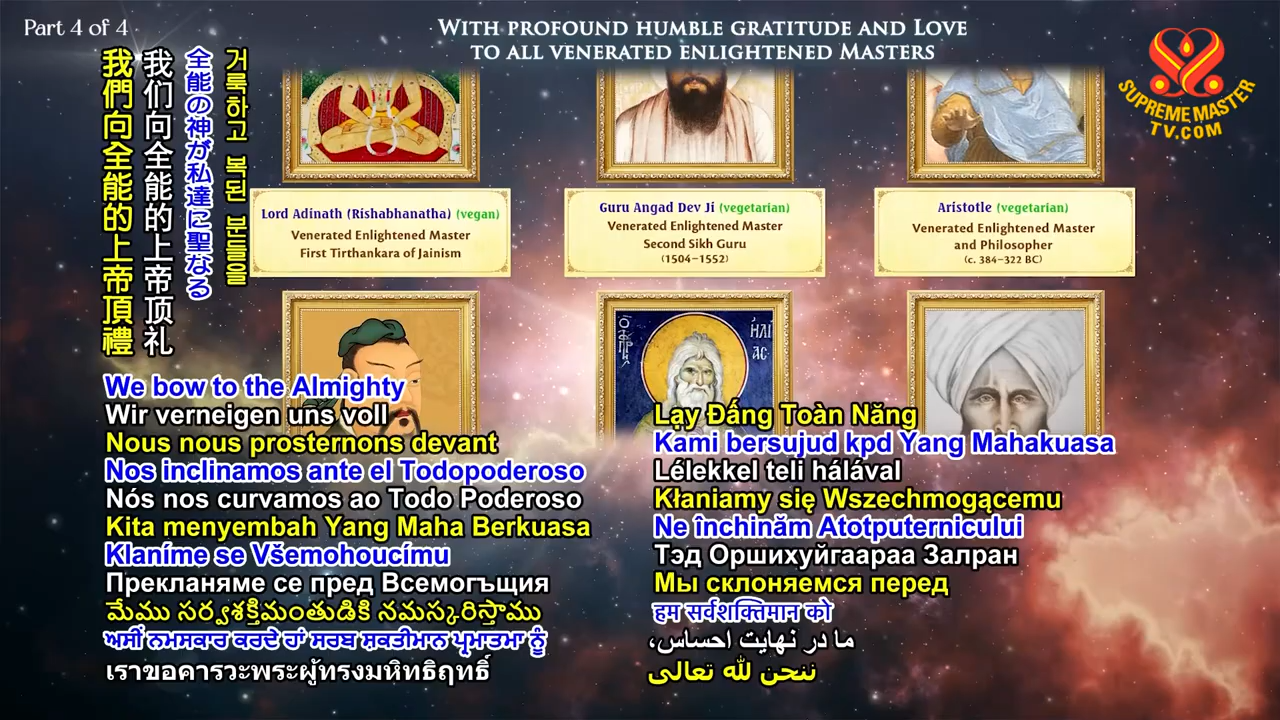 Part 4 of 4
WITH PROFOUND HUMBLE GRATITUDE AND LOVE
TO ALL VENERATED ENLIGHTENED MASTERS
SUPREME MASTER
TV.COM
我們向全能的上帝頂禮
我们向全能的上帝顶礼
全能の神が私達に聖なる
거룩하고 복된 분들을
Lord Adinath (Rishabhanatha) (vegan)
Venerated Enlightened Master
First Tirthankara of Jainism
Guru Angad Dev Ji (vegetarian)
Venerated Enlightened Master
Second Sikh Guru
(1504–1552)
Aristotle (vegetarian)
Venerated Enlightened Master
and Philosopher
(c. 384–322 BC)
ΗΛΙ
ΑΣ
We bow to the Almighty
Wir verneigen uns voll
Nous nous prosternons devant
Nos inclinamos ante el Todopoderoso
Nós nos curvamos ao Todo Poderoso
Kita menyembah Yang Maha Berkuasa
Klaníme se Všemohoucímu
Прекланяме се пред Всемогъщия
మేము సర్వశక్తిమంతుడికి నమస్కరిస్తాము
ਅਸੀਂ ਨਮਸਕਾਰ ਕਰਦੇ ਹਾਂ ਸਰਬ ਸ਼ਕਤੀਮਾਨ ਪ੍ਰਮਾਤਮਾ ਨੂੰ
เราขอคารวะพระผู้ทรงมหิทธิฤทธิ์
Lạy Đấng Toàn Năng
Kami bersujud kpd Yang Mahakuasa
Lélekkel teli hálával
Kłaniamy się Wszechmogącemu
Ne închinăm Atotputernicului
Тэд Оршихуйгаараа Залран
Мы склоняемся перед
हम सर्वशक्तिमान को
ما در نهایت احساس،
ننحن لله تعالى